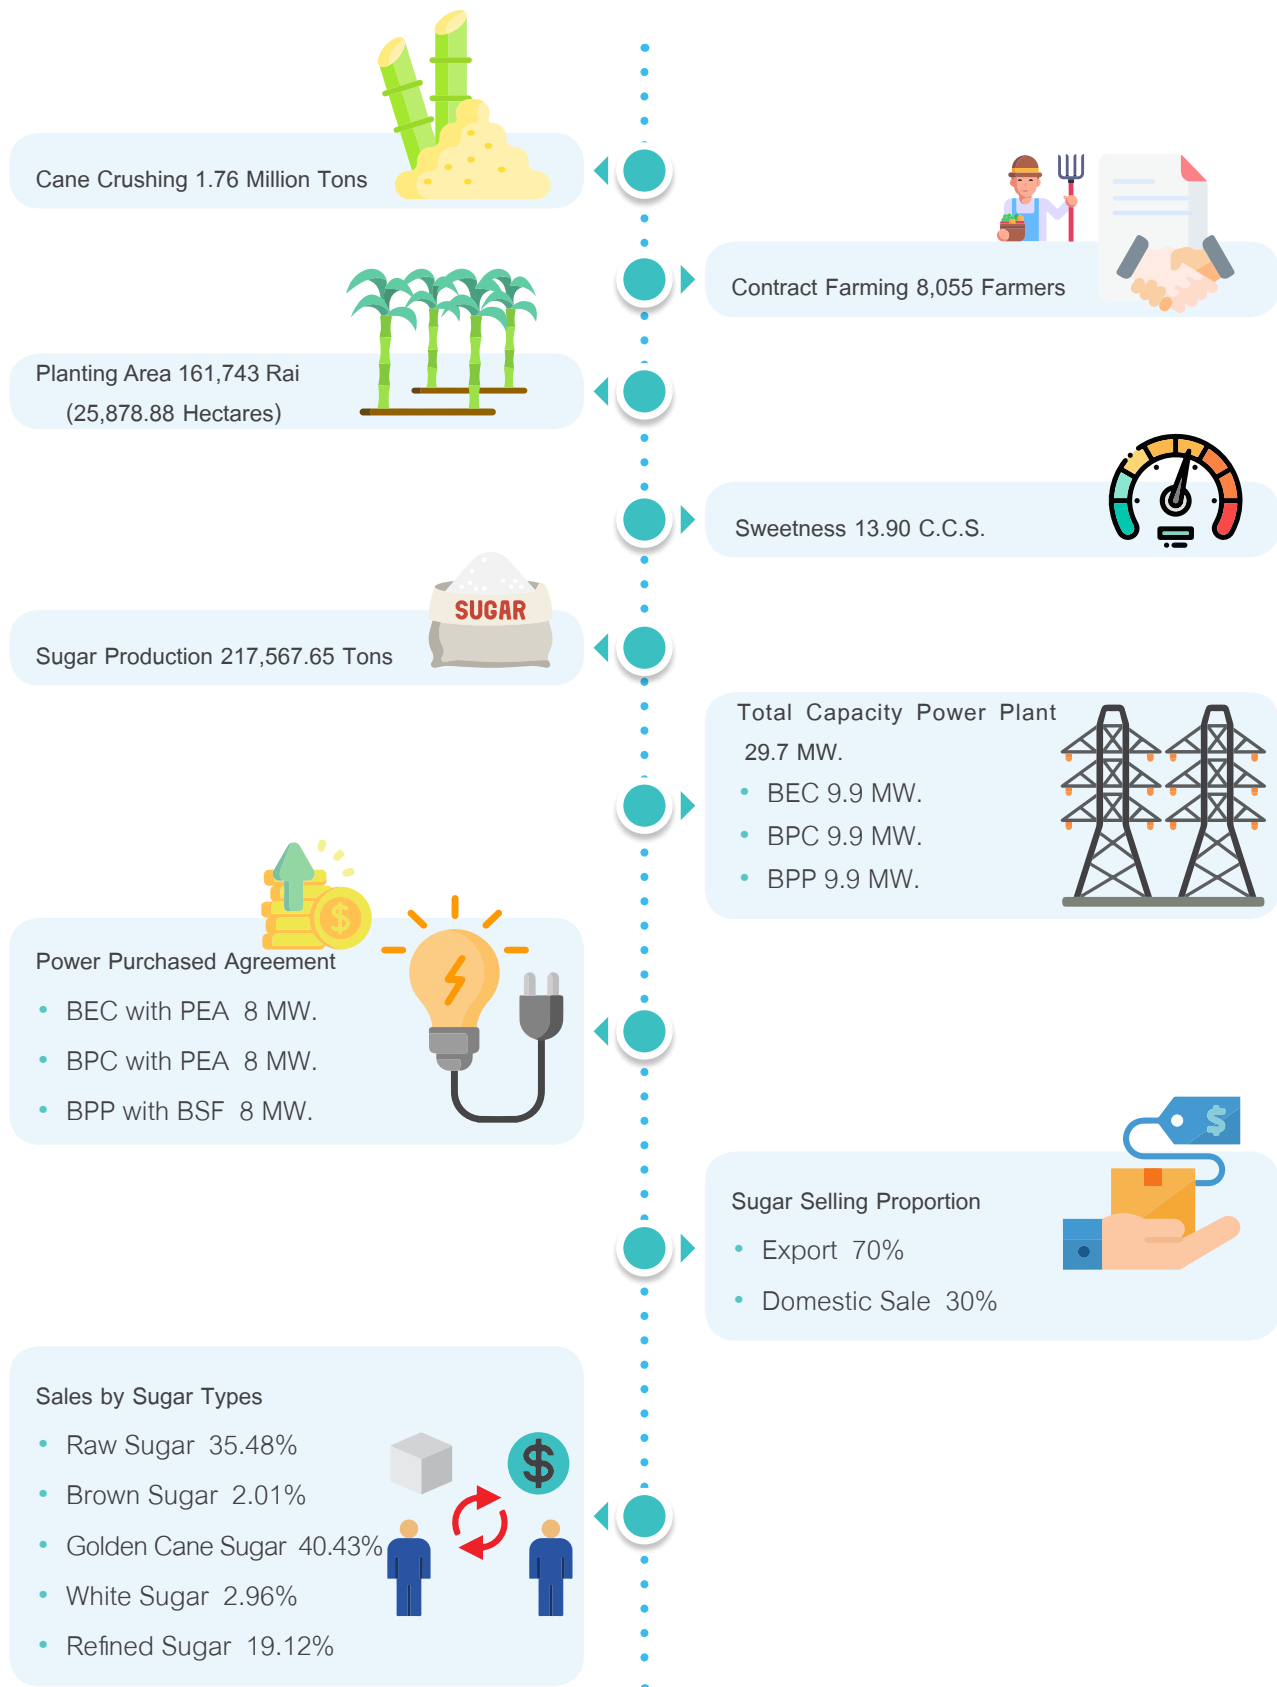 Cane Crushing 1.76 Million Tons
Contract Farming 8,055 Farmers
Planting Area 161,743 Rai
(25,878.88 Hectares)
Sweetness 13.90 C.C.S.
SUGAR
Sugar Production 217,567.65 Tons
Total Capacity Power Plant
29.7 MW.
• BEC 9.9 MW.
• BPC 9.9 MW.
• BPP 9.9 MW.
Power Purchased Agreement
• BEC with PEA 8 MW.
• BPC with PEA 8 MW.
• BPP with BSF 8 MW.
Sugar Selling Proportion
• Export 70%
• Domestic Sale 30%
Sales by Sugar Types
• Raw Sugar 35.48%
• Brown Sugar 2.01%
• Golden Cane Sugar 40.43%
• White Sugar 2.96%
• Refined Sugar 19.12%